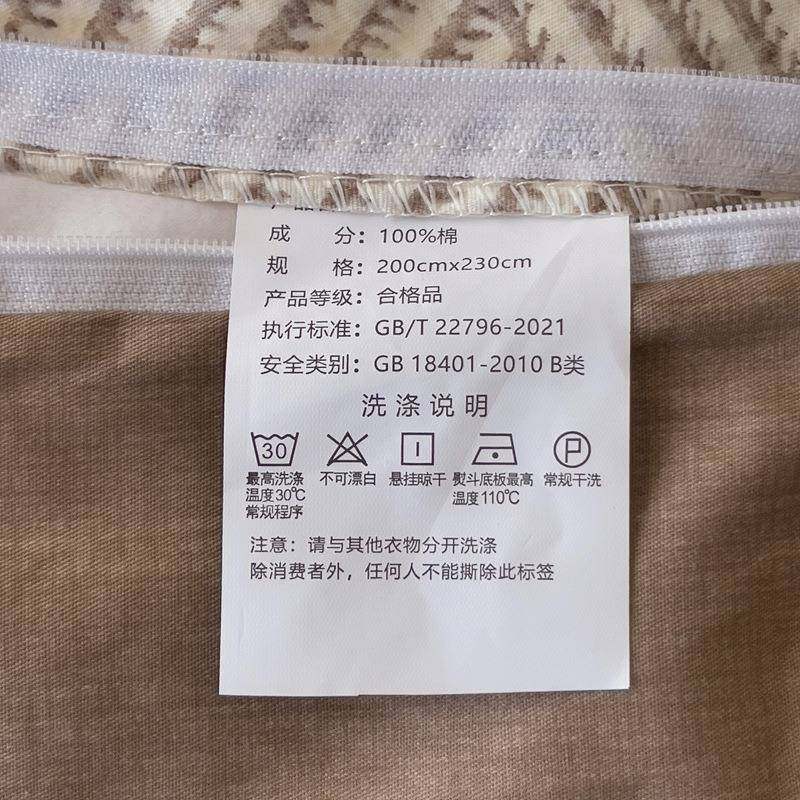 成 分：100%棉
规 格：200cmx230cm
产品等级：合格品
执行标准：GB/T 22796-2021
安全类别：GB 18401-2010 B类
洗涤说明
30 P
最高洗涤温度30℃常规程序
不可漂白
悬挂晾干
熨斗底板最高温度110℃
常规干洗
注意：请与其他衣物分开洗涤
除消费者外，任何人不能撕除此标签